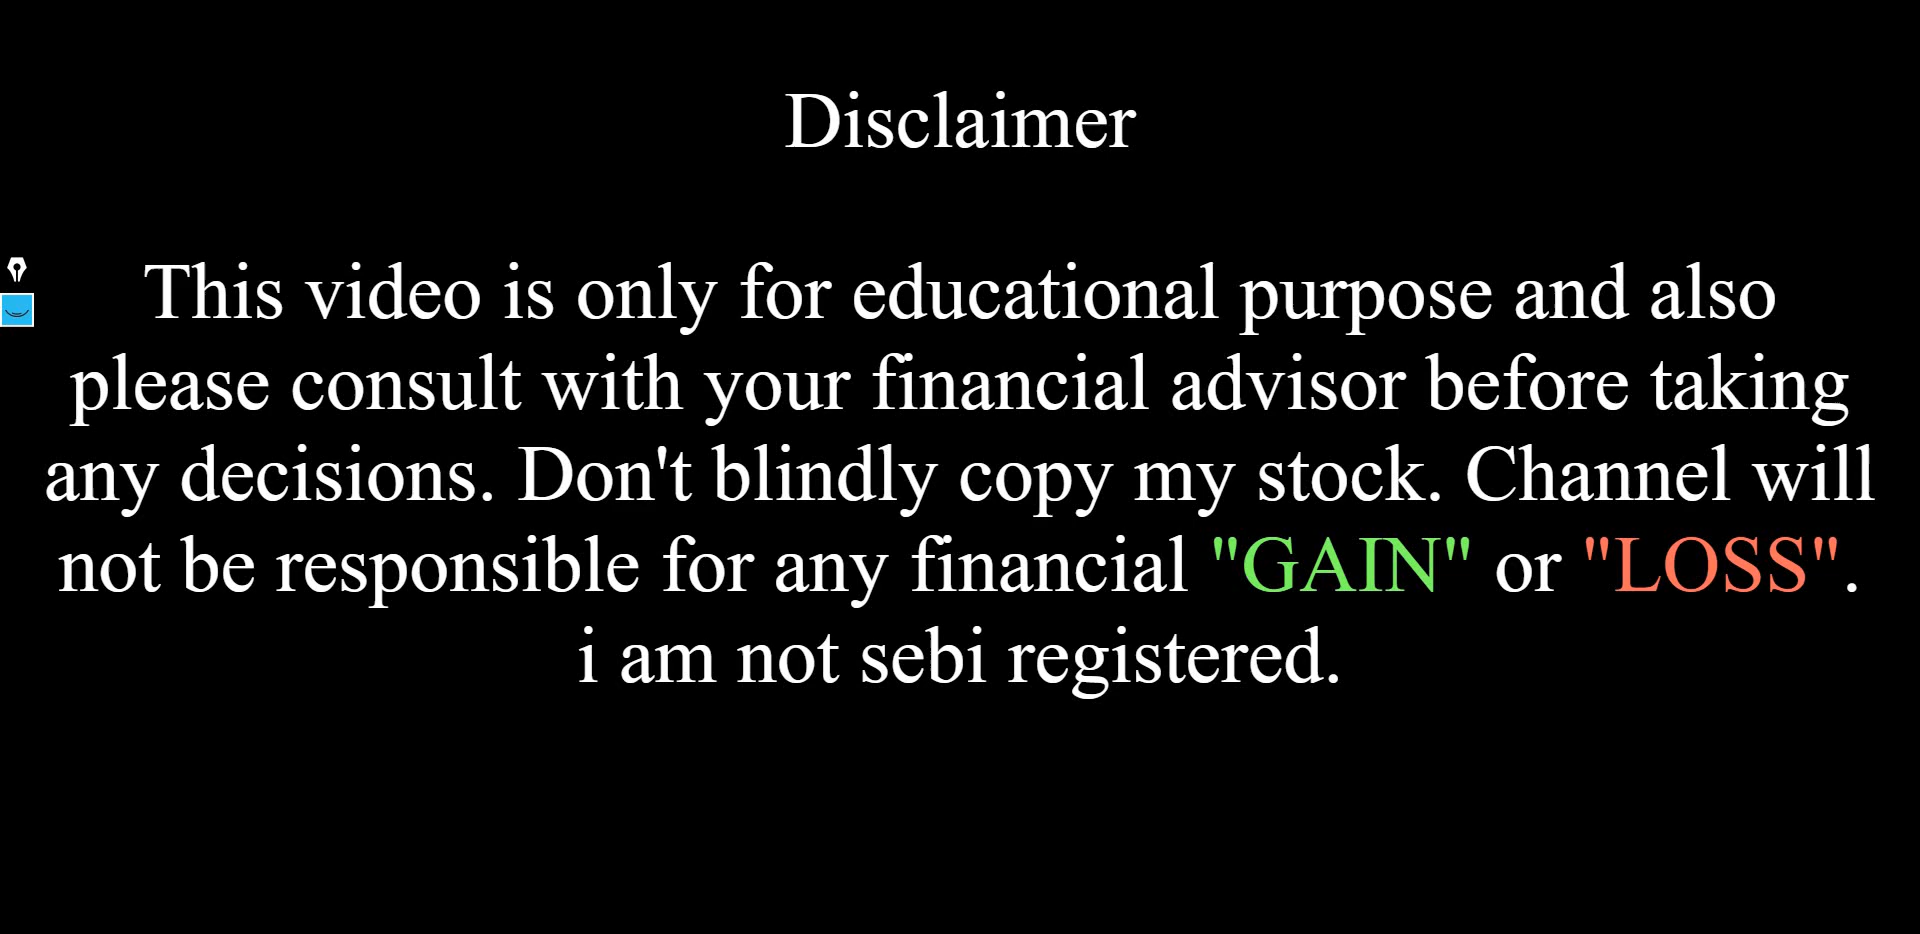 Disclaimer
This video is only for educational purpose and also
please consult with your financial advisor before taking
any decisions. Don't blindly copy my stock. Channel will
not be responsible for any financial "GAIN" or "LOSS".
i am not sebi registered.